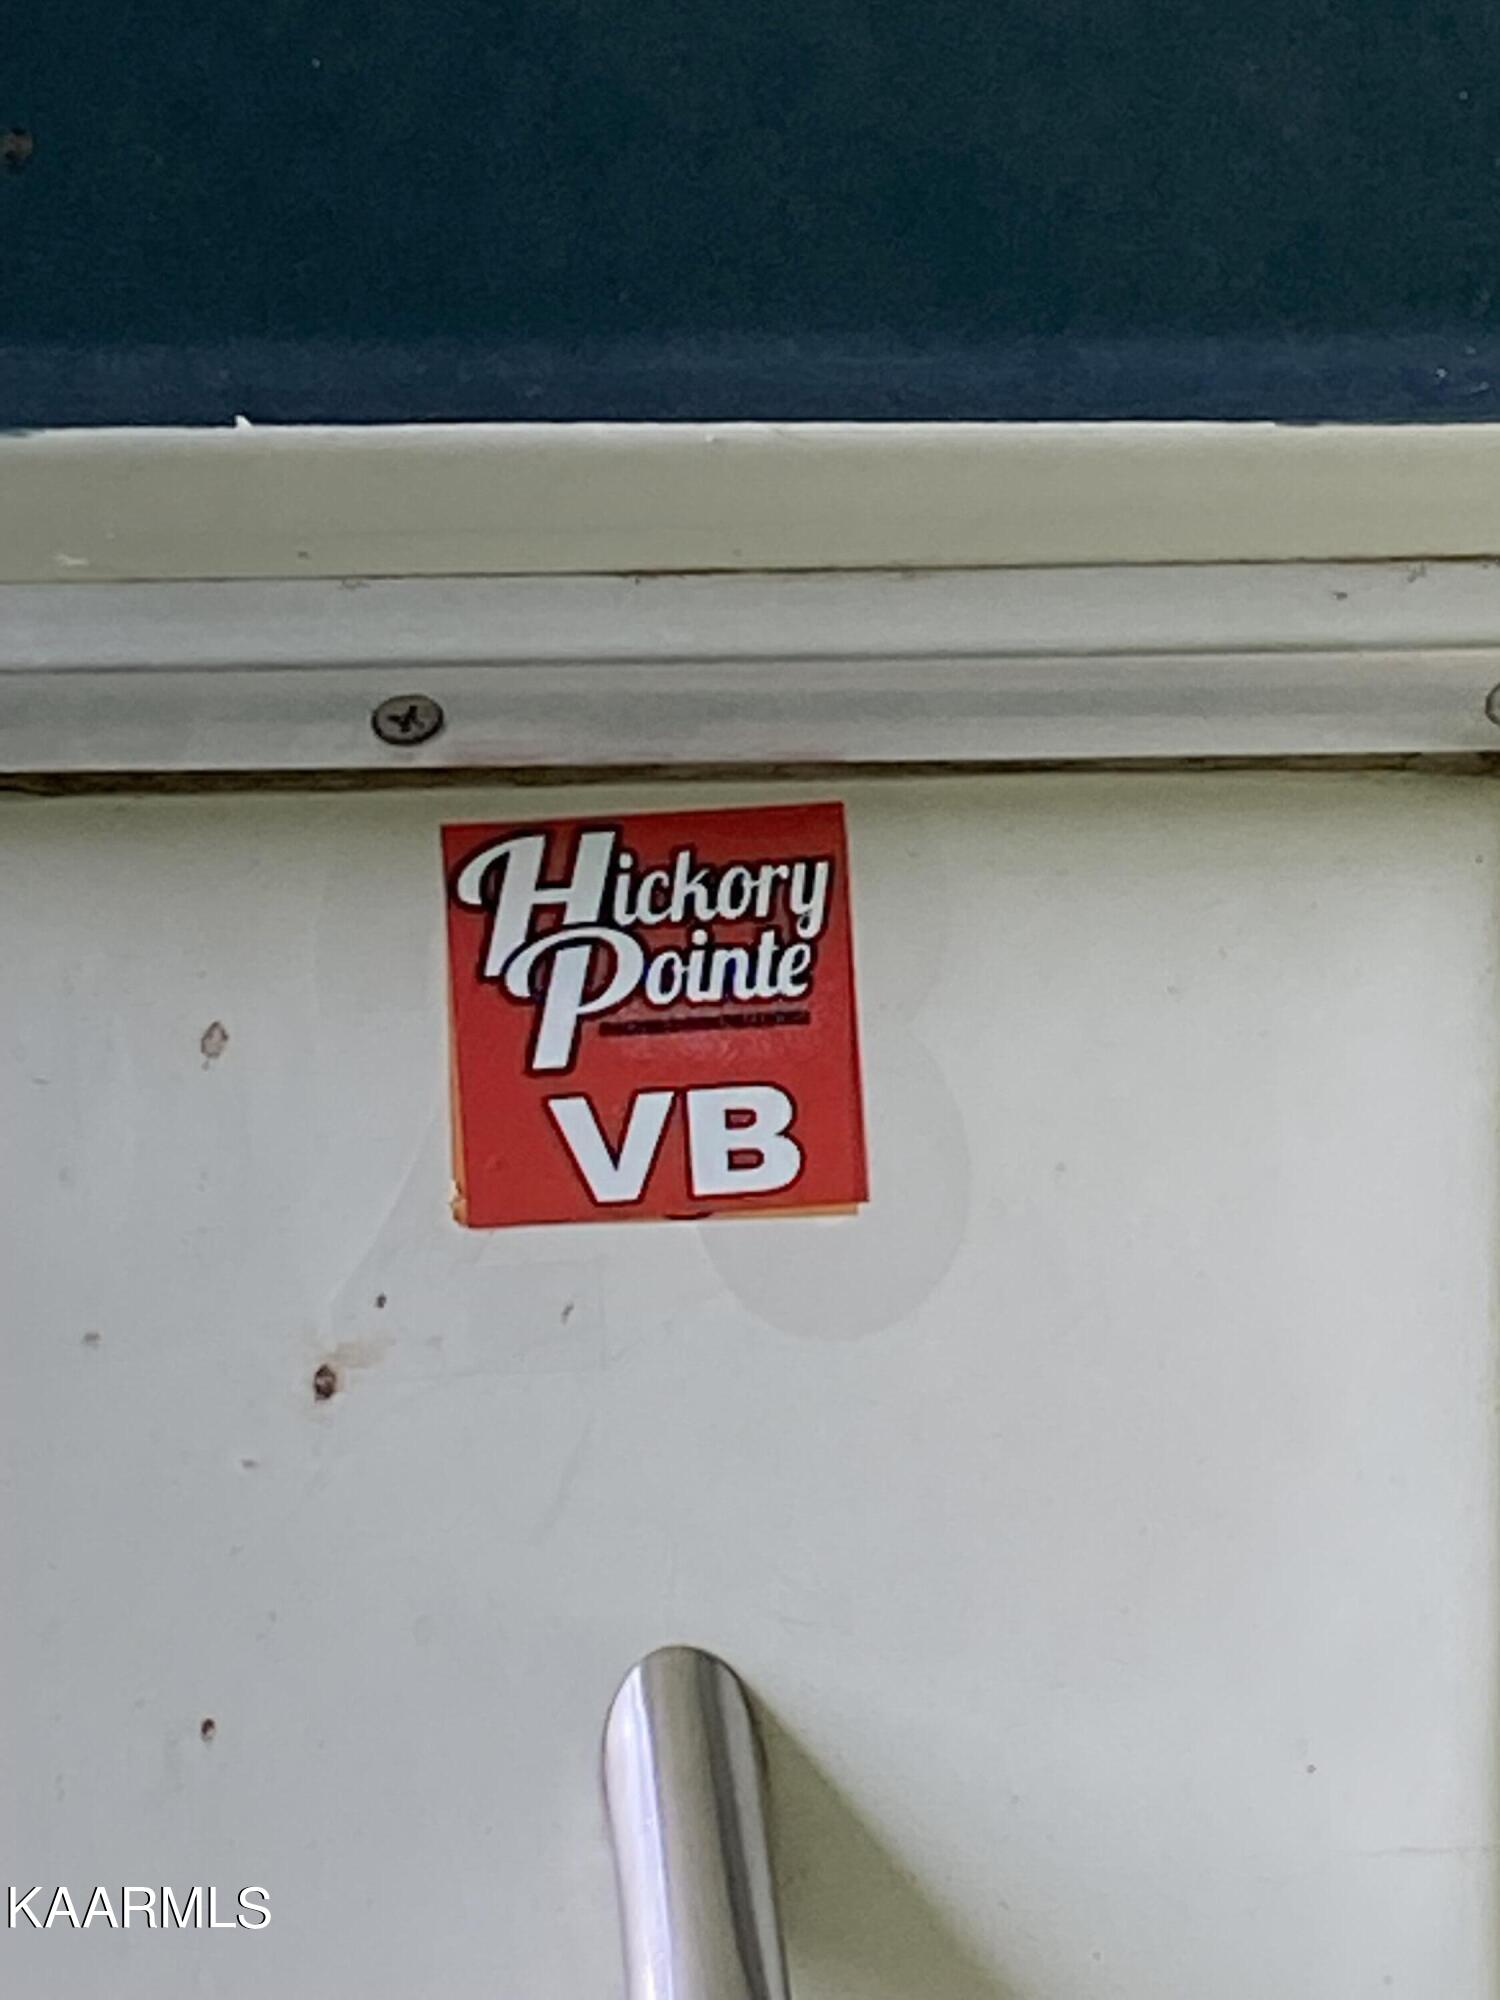 Hickory
Pointe
VB
KAARMLS